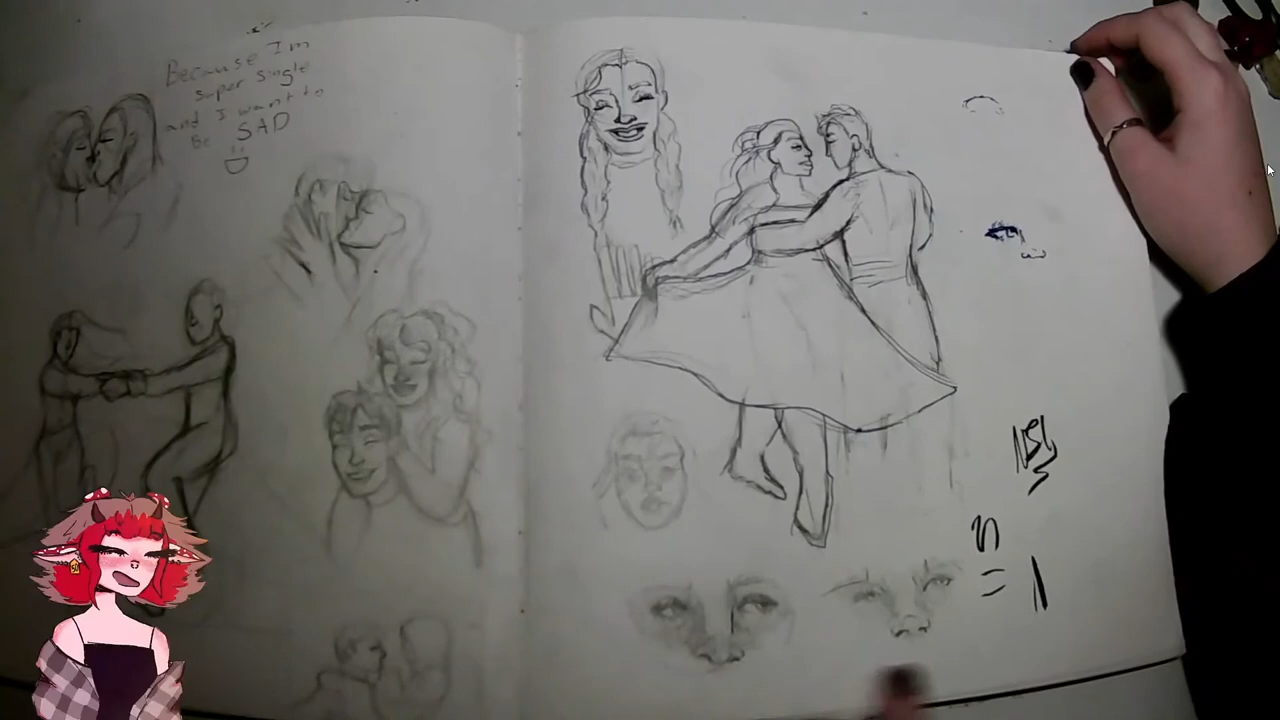 Because I'm
super single
and I want to
Be SAD
n
=